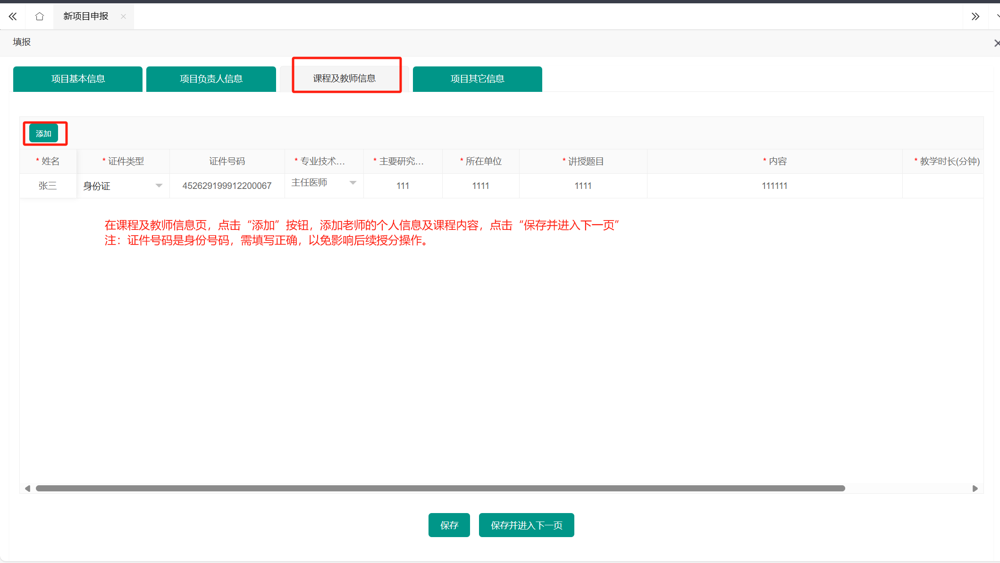 新项目申报
填报
项目基本信息 项目负责人信息 课程及教师信息 项目其它信息
添加
* 姓名 * 证件类型 证件号码 * 专业技术... * 主要研究... * 所在单位 * 讲授题目 * 内容 * 教学时长(分钟)
张三 身份证 452629199912200067 主任医师 111 1111 1111 111111
在课程及教师信息页，点击“添加”按钮，添加老师的个人信息及课程内容，点击“保存并进入下一页”
注：证件号码是身份号码，需填写正确，以免影响后续授分操作。
保存 保存并进入下一页